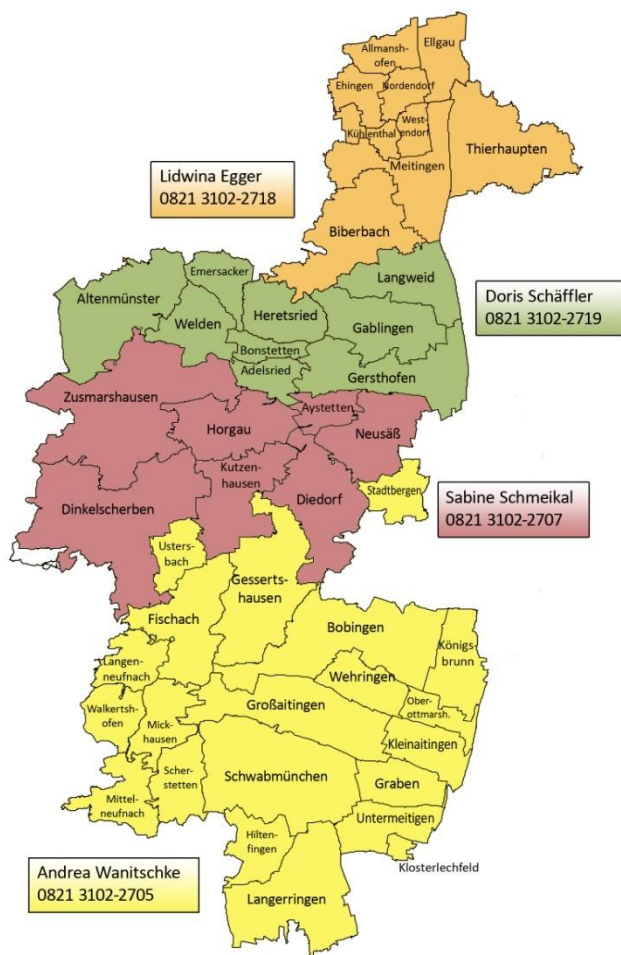 Allmans-
hofen
Ellgau
Ehingen
Nordendorf
Kühlenthal
West-
endorf
Thierhaupten
Meitingen
Lidwina Egger
0821 3102-2718
Biberbach
Emersacker
Langweid
Altenmünster
Doris Schäffler
0821 3102-2719
Heretsried
Welden
Gablingen
Bonstetten
Adelsried
Gersthofen
Zusmarshausen
Aystetten
Horgau
Neusäß
Kutzen-
hausen
Stadtbergen
Sabine Schmeikal
0821 3102-2707
Diedorf
Dinkelscherben
Usters-
bach
Gesserts-
hausen
Fischach
Bobingen
Königs-
brunn
Langen-
neufnach
Wehringen
Walkertsh-
ofen
Großaitingen
Ober-
ottmarsh.
Mick-
hausen
Kleinaitingen
Scher-
stetten
Schwabmünchen
Graben
Mittel-
neufnach
Untermeitigen
Hilten-
fingen
Klosterlechfeld
Andrea Wanitschke
0821 3102-2705
Langerringen